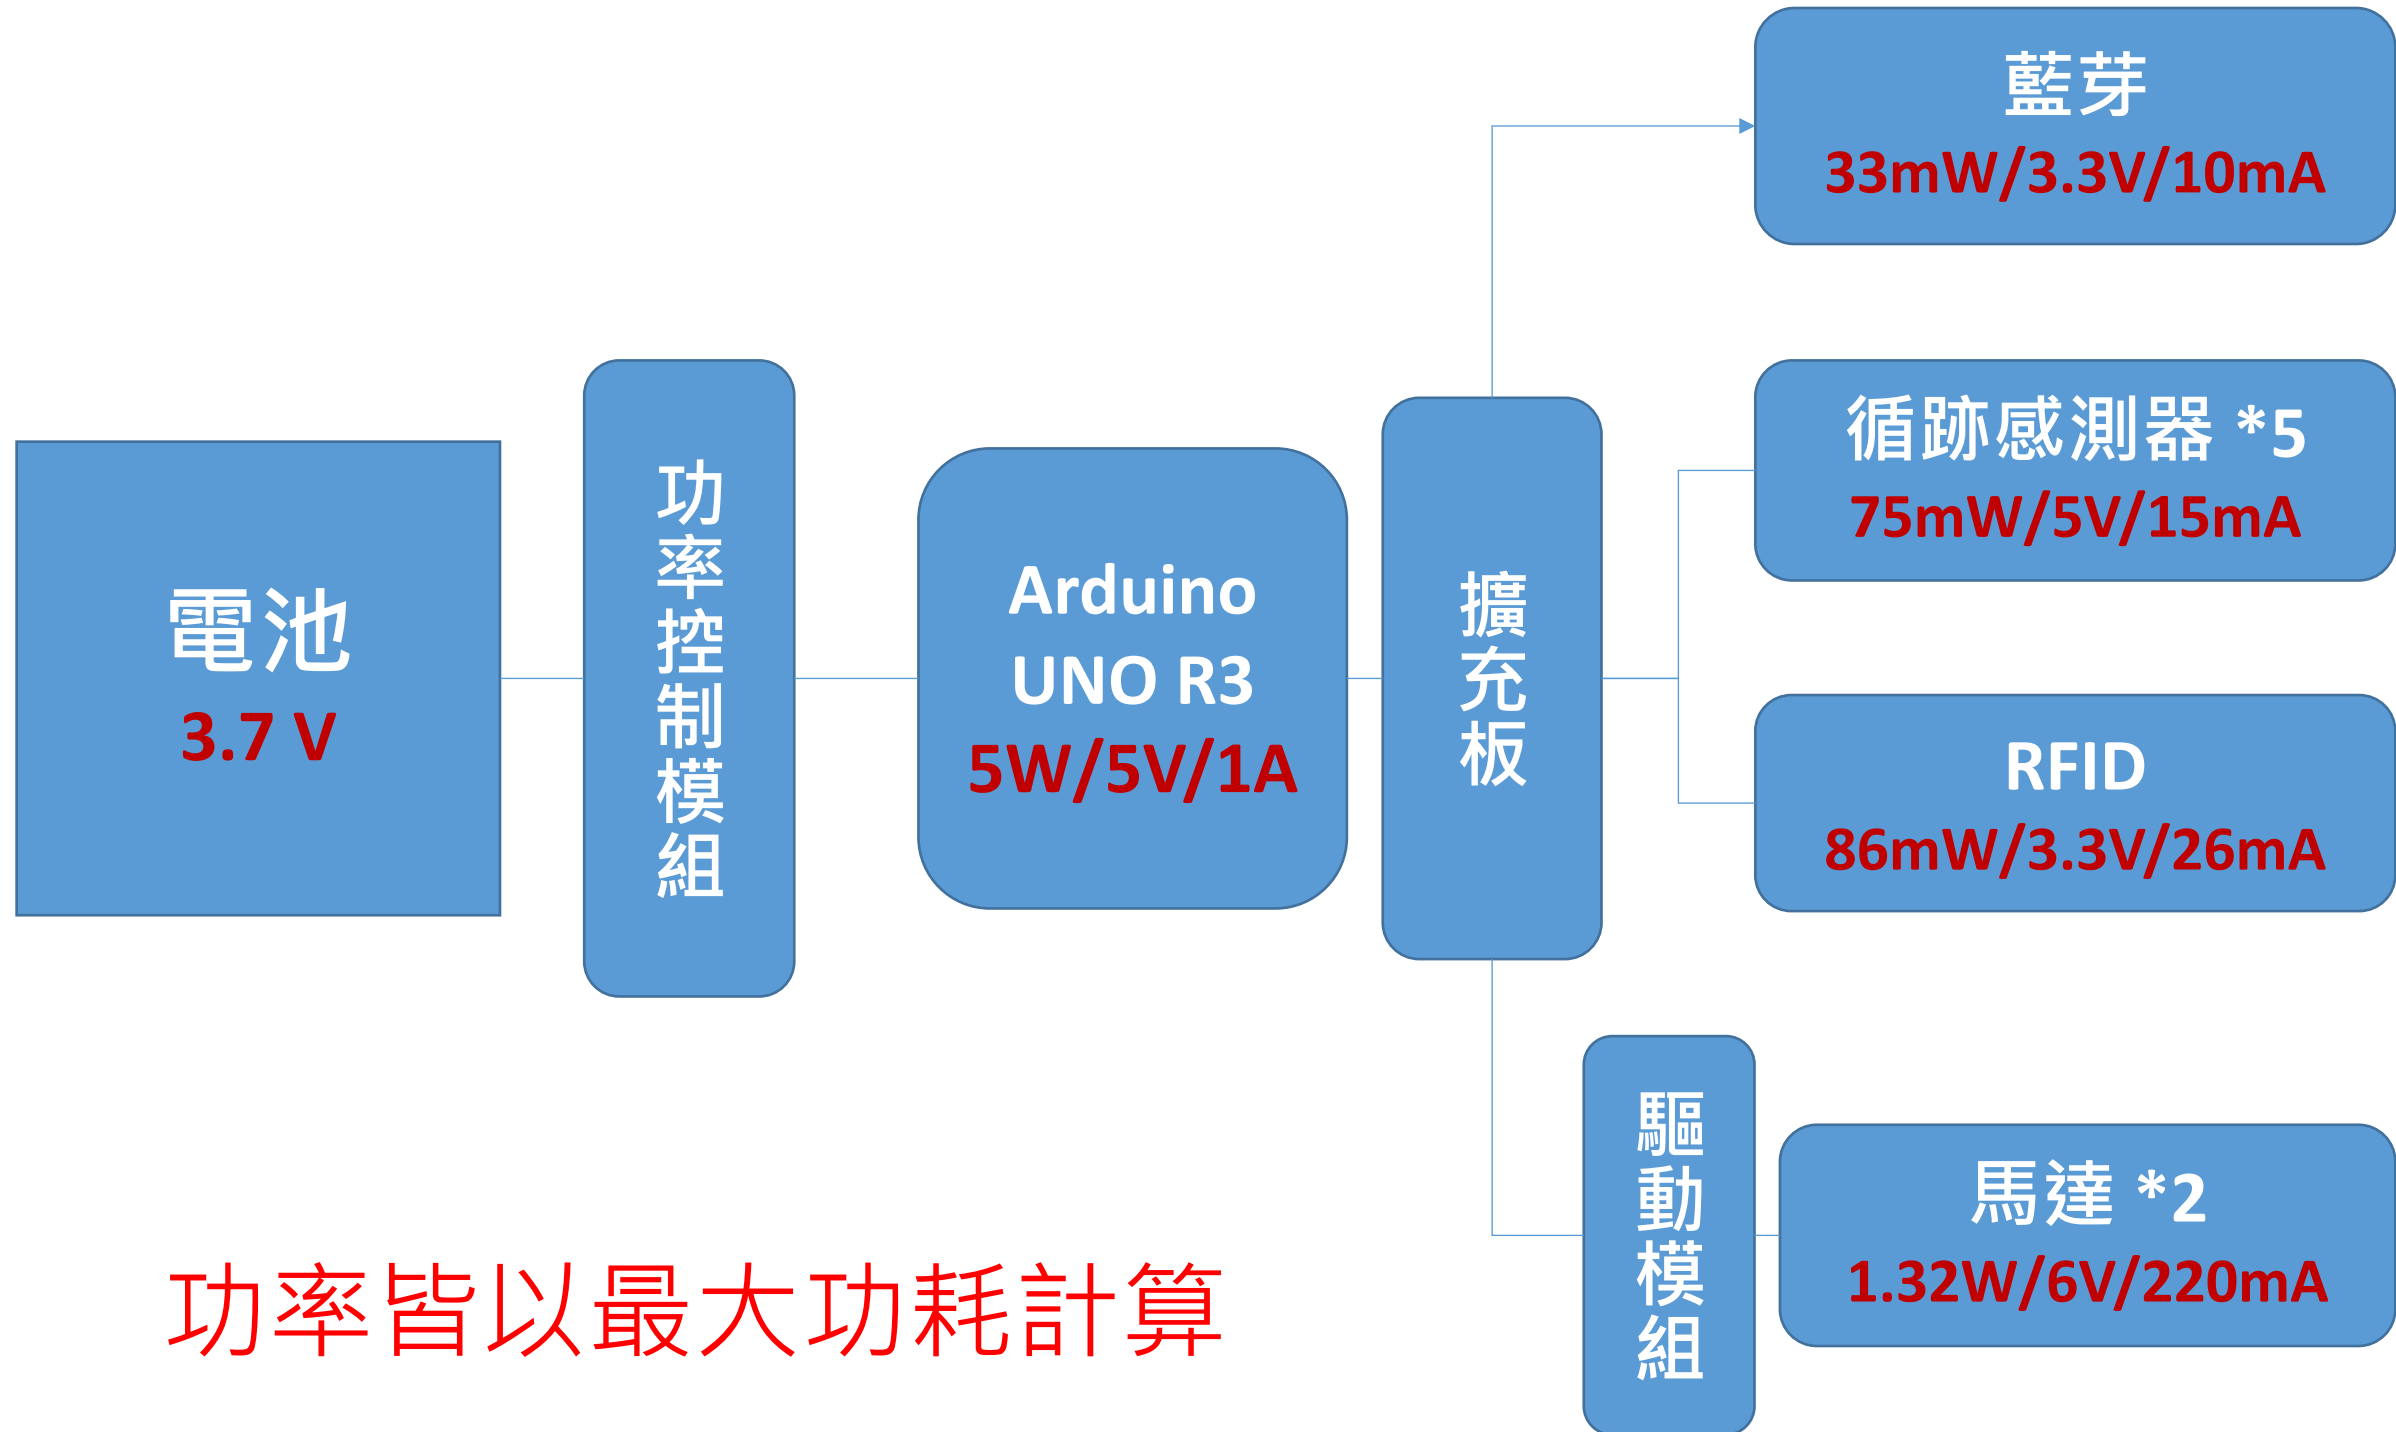 電池
3.7 V
功率控制模組
Arduino
UNO R3
5W/5V/1A
擴充板
藍芽
33mW/3.3V/10mA
循跡感測器 *5
75mW/5V/15mA
RFID
86mW/3.3V/26mA
驅動模組
馬達 *2
1.32W/6V/220mA
功率皆以最大功耗計算